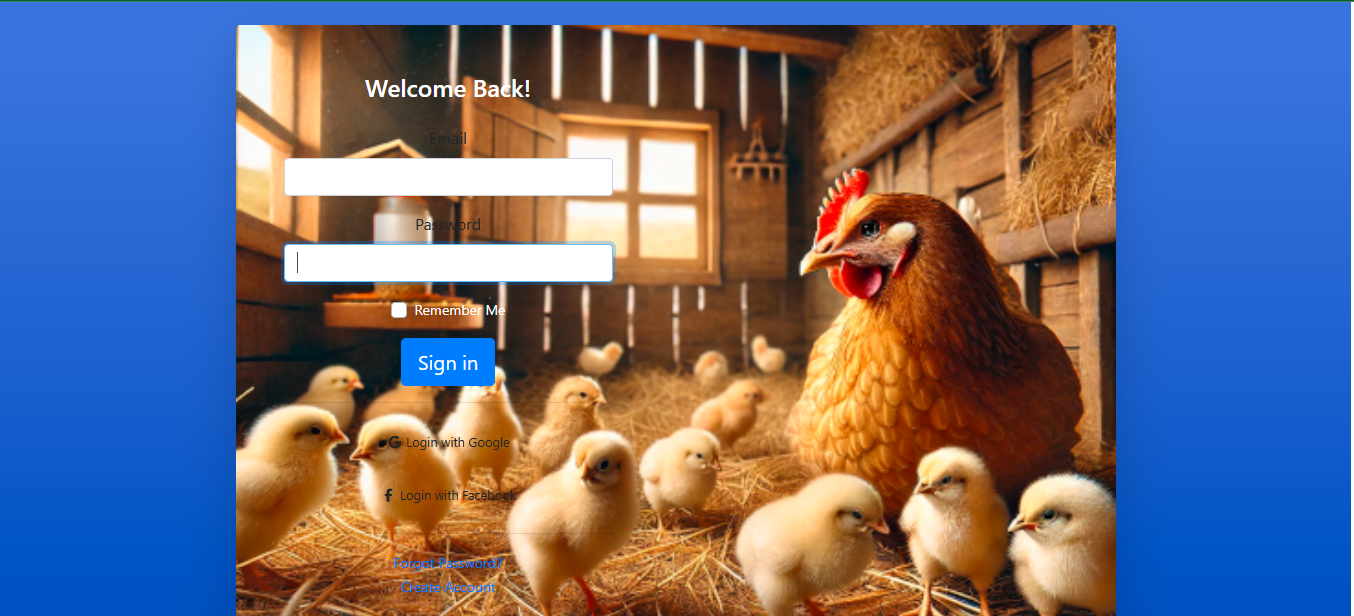 Welcome Back!
Email
Password
Remember Me
Sign in
Login with Google
Login with Facebook
Forgot Password?
Create Account